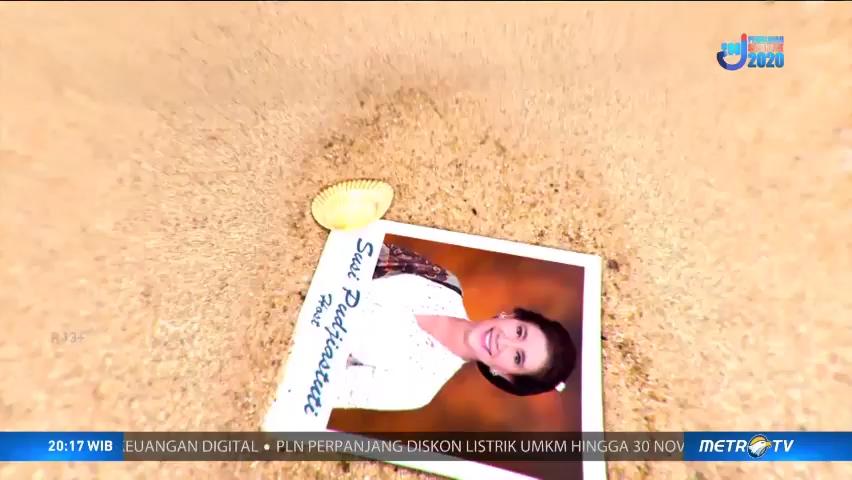 2020
R13+
Susi Pudjiastuti
Host
20:17 WIB
KEUANGAN DIGITAL • PLN PERPANJANG DISKON LISTRIK UMKM HINGGA 30 NOV
METRO TV